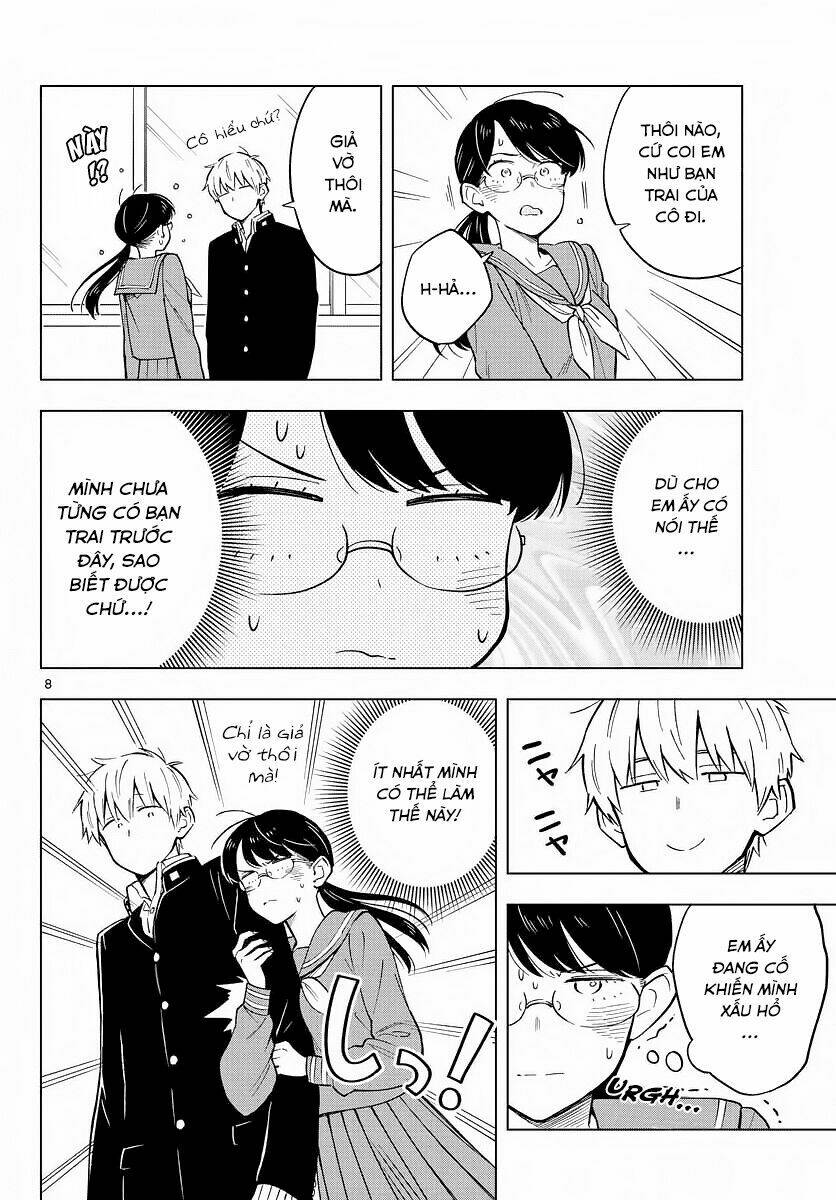 THÔI NÀO,
CỨ COI EM
NHƯ BẠN
TRAI CỦA
CÔ ĐI.
H-HẢ...
GIẢ
VỜ
THÔI
MÀ.
Cô hiểu chứ?
NÀY
!?
DÙ CHO
EM ẤY CÓ
NÓI THẾ
...
MÌNH CHƯA
TỪNG CÓ BẠN
TRAI TRƯỚC
ĐÂY, SAO
BIẾT ĐƯỢC
CHỨ...!
8
ニヤ
ニヤ
EM ẤY
ĐANG CỐ
KHIẾN MÌNH
XẤU HỔ
...
URGH...
ÍT NHẤT MÌNH
CÓ THỂ LÀM
THẾ NÀY!
Chỉ là giả
vờ thôi
mà!
しっ!